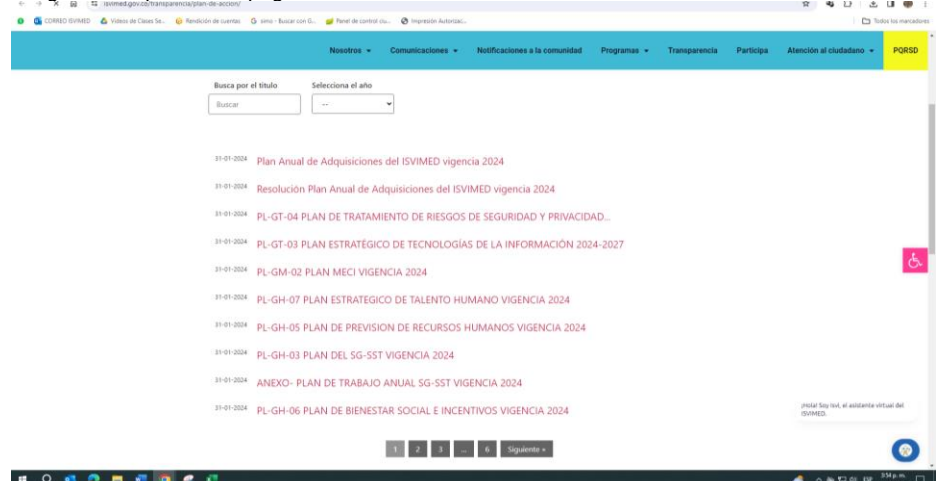 isvimed.gov.co/transparencia/plan-de-accion/
CORREO ISVIMED Videos de Clases Se... Rendición de cuentas simo - Buscar con G... Panel de control cu... Impresión Autorizac... Todos los marcadores
Nosotros Comunicaciones Notificaciones a la comunidad Programas Transparencia Participa Atención al ciudadano PQRSD
Busca por el título Selecciona el año
Buscar --
31-01-2024 Plan Anual de Adquisiciones del ISVIMED vigencia 2024
31-01-2024 Resolución Plan Anual de Adquisiciones del ISVIMED vigencia 2024
31-01-2024 PL-GT-04 PLAN DE TRATAMIENTO DE RIESGOS DE SEGURIDAD Y PRIVACIDAD...
31-01-2024 PL-GT-03 PLAN ESTRATÉGICO DE TECNOLOGÍAS DE LA INFORMACIÓN 2024-2027
31-01-2024 PL-GM-02 PLAN MECI VIGENCIA 2024
31-01-2024 PL-GH-07 PLAN ESTRATEGICO DE TALENTO HUMANO VIGENCIA 2024
31-01-2024 PL-GH-05 PLAN DE PREVISION DE RECURSOS HUMANOS VIGENCIA 2024
31-01-2024 PL-GH-03 PLAN DEL SG-SST VIGENCIA 2024
31-01-2024 ANEXO- PLAN DE TRABAJO ANUAL SG-SST VIGENCIA 2024
31-01-2024 PL-GH-06 PLAN DE BIENESTAR SOCIAL E INCENTIVOS VIGENCIA 2024
¡Hola! Soy Isvi, el asistente virtual del
ISVIMED.
1 2 3 ... 6 Siguiente »
3:54 p. m.